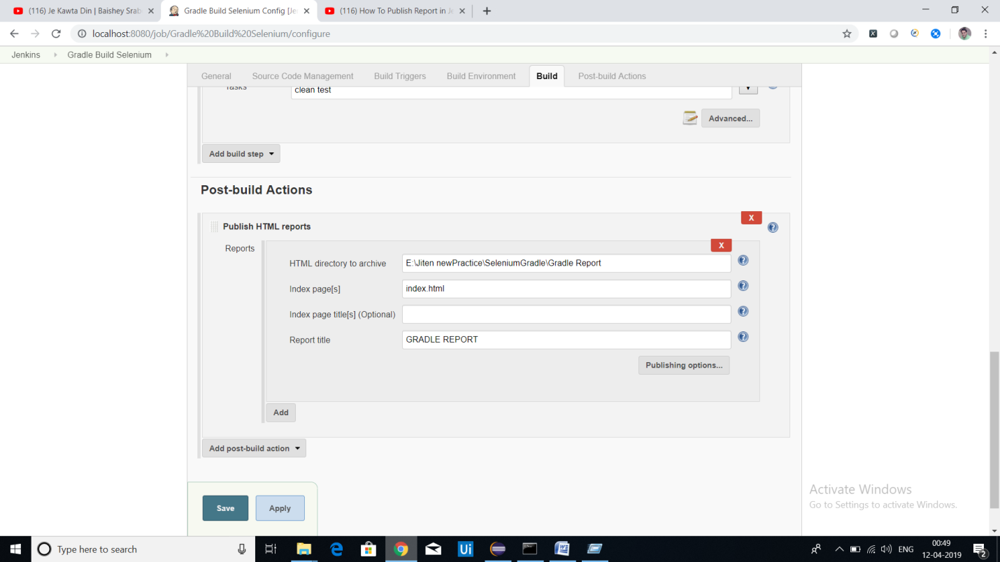 (116) Je Kawta Din | Baishey Srab
Gradle Build Selenium Config [Je
(116) How To Publish Report in Je
localhost:8080/job/Gradle%20Build%20Selenium/configure
Jenkins Gradle Build Selenium
General Source Code Management Build Triggers Build Environment Build Post-build Actions
Tasks clean test
Advanced...
Add build step
Post-build Actions
X
Publish HTML reports
Reports
X
HTML directory to archive E:\Jiten newPractice\SeleniumGradle\Gradle Report
Index page[s] index.html
Index page title[s] (Optional)
Report title GRADLE REPORT
Publishing options...
Add
Add post-build action
Save Apply
Activate Windows
Go to Settings to activate Windows.
Type here to search
Ui
ENG
00:49
12-04-2019
2